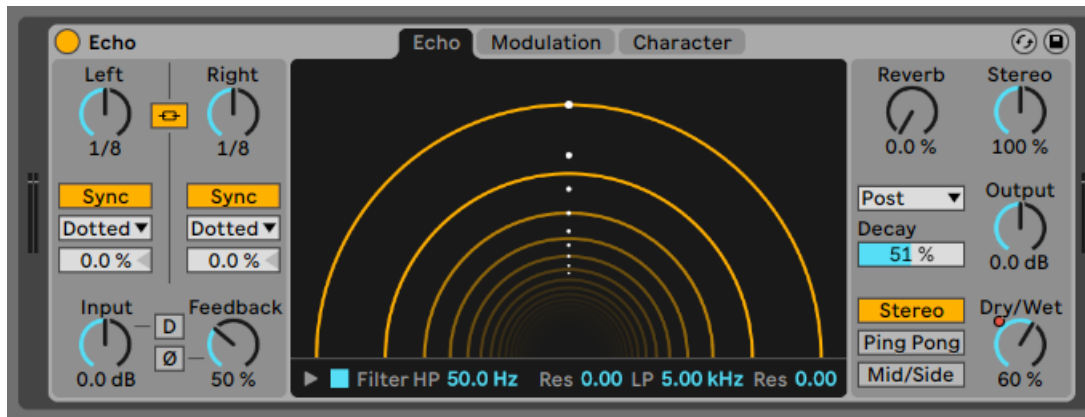 Echo
Echo Modulation Character
Left Right
1/8 1/8
Sync Sync
Dotted Dotted
0.0 % 0.0 %
Input Feedback
D
Ø
0.0 dB 50 %
Filter HP 50.0 Hz Res 0.00 LP 5.00 kHz Res 0.00
Reverb Stereo
0.0 % 100 %
Post Output
Decay
51 % 0.0 dB
Stereo Dry/Wet
Ping Pong
Mid/Side 60 %